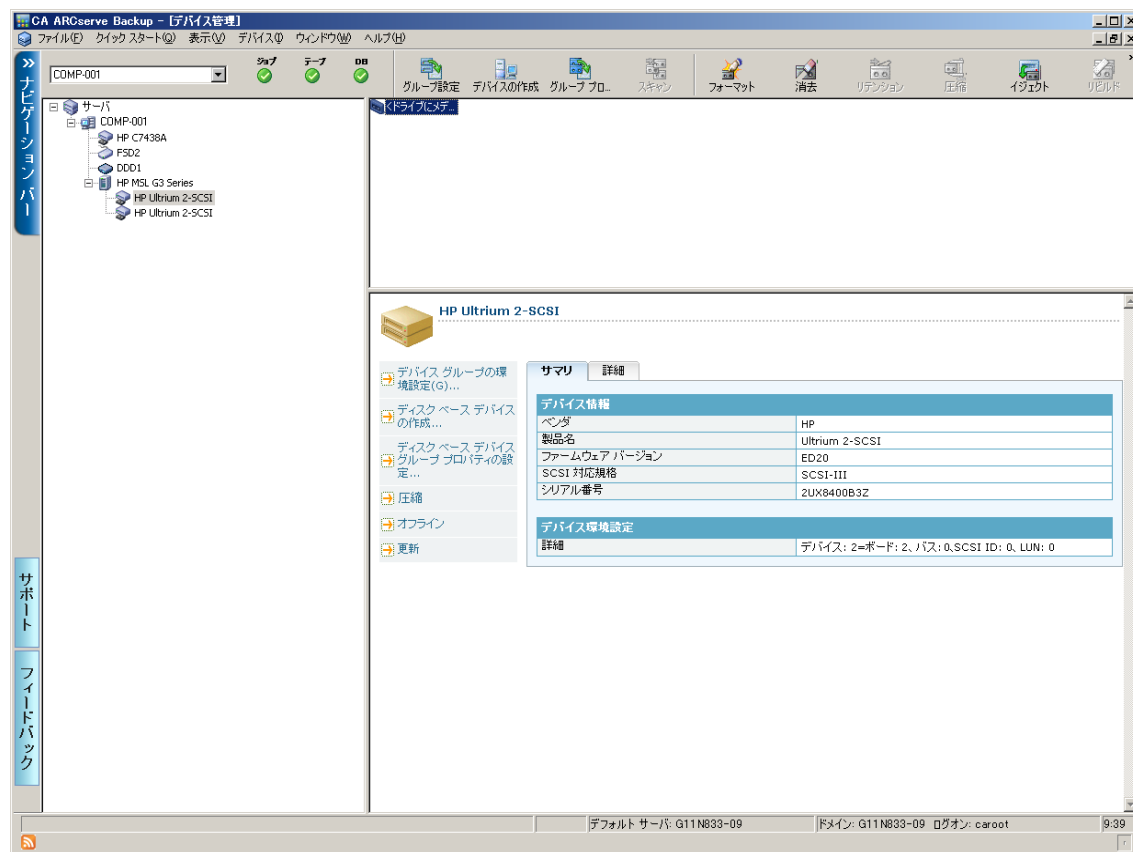 CA ARCserve Backup - [デバイス管理]
ファイル(F) クイック スタート(Q) 表示(V) デバイス(I) ウィンドウ(W) ヘルプ(H)
COMP-001
ジョブ テープ DB
グループ設定 デバイスの作成 グループ プロ... スキャン フォーマット 消去 リテンション 圧縮 イジェクト リビルド
ナビゲーション バー
サーバ
COMP-001
HP C7438A
FSD2
DDD1
HP MSL G3 Series
HP Ultrium 2-SCSI
HP Ultrium 2-SCSI
<ドライブにメデ...
HP Ultrium 2-SCSI
デバイス グループの環
境設定(G)...
ディスク ベース デバイス
の作成...
ディスク ベース デバイス
グループ プロパティの設
定...
圧縮
オフライン
更新
サマリ 詳細
デバイス情報
ベンダ HP
製品名 Ultrium 2-SCSI
ファームウェア バージョン ED20
SCSI 対応規格 SCSI-III
シリアル番号 2UX8400B3Z
デバイス環境設定
詳細 デバイス: 2=ボード: 2、バス: 0、SCSI ID: 0、LUN: 0
サポート
フィードバック
デフォルト サーバ: G11N833-09 ドメイン: G11N833-09 ログオン: caroot 9:39